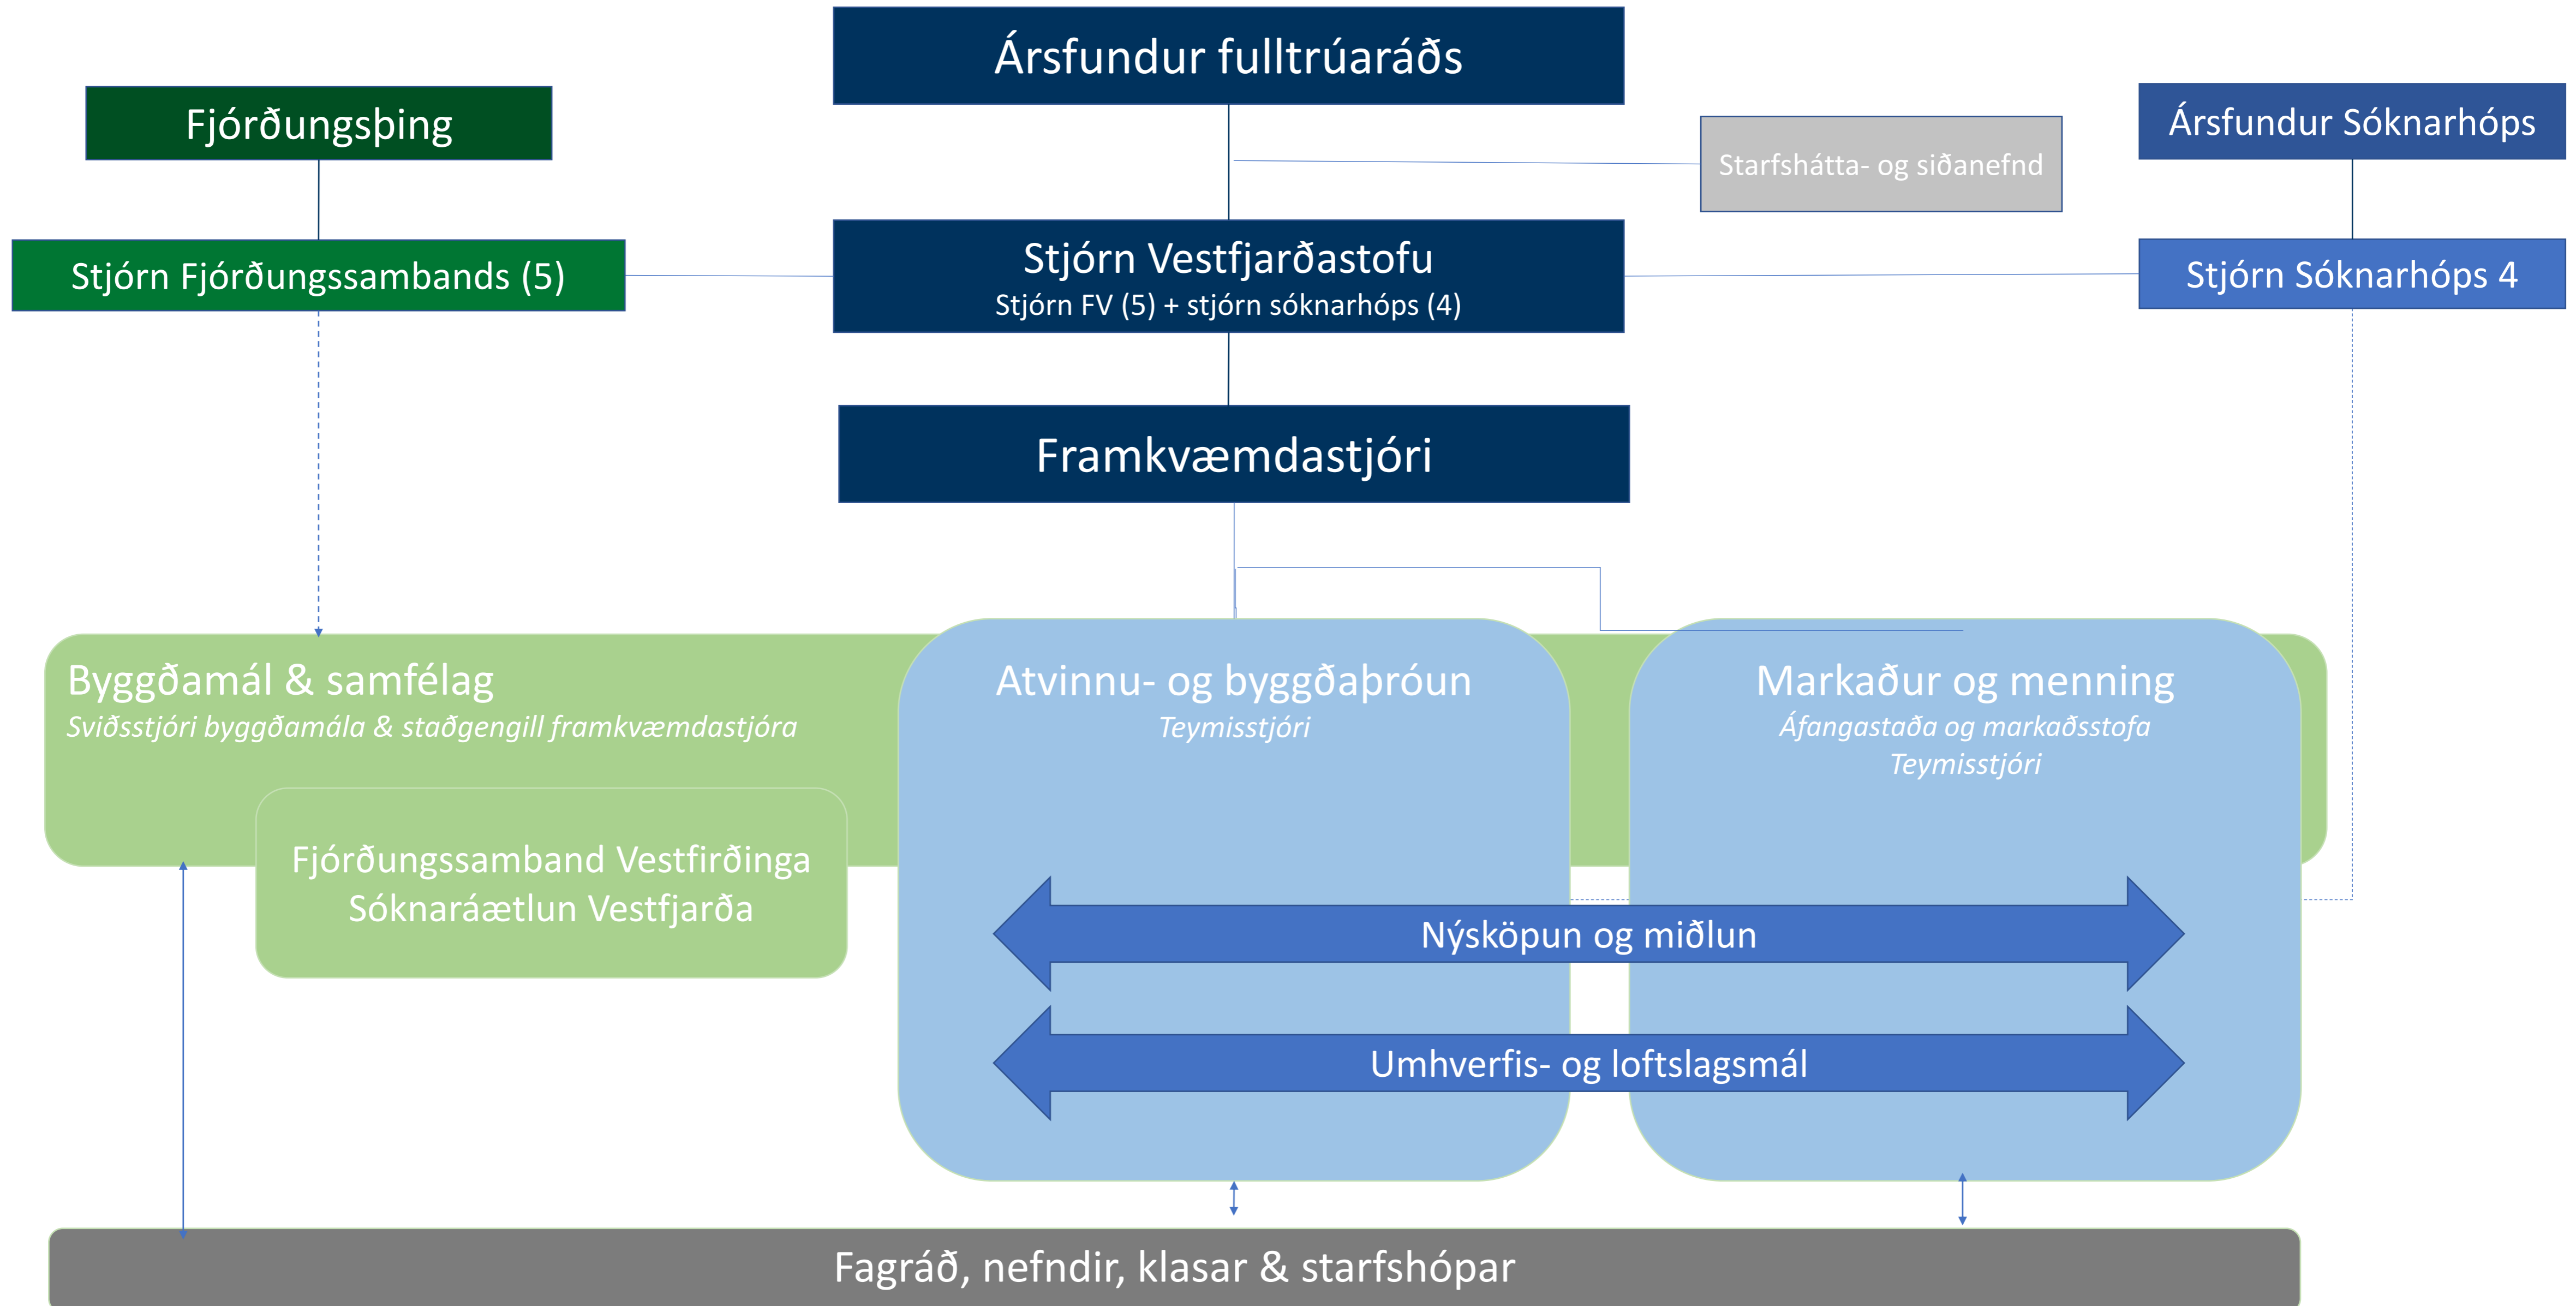 Ársfundur fulltrúaráðs
Fjórðungsþing
Ársfundur Sóknarhóps
Starfshátta- og siðanefnd
Stjórn Fjórðungssambands (5)
Stjórn Vestfjarðastofu
Stjórn FV (5) + stjórn sóknarhóps (4)
Stjórn Sóknarhóps 4
Framkvæmdastjóri
Byggðamál & samfélag
Sviðsstjóri byggðamála & staðgengill framkvæmdastjóra
Fjórðungssamband Vestfirðinga
Sóknaráætlun Vestfjarða
Atvinnu- og byggðaþróun
Teymisstjóri
Markaður og menning
Áfangastaða og markaðsstofa
Teymisstjóri
Nýsköpun og miðlun
Umhverfis- og loftslagsmál
Fagráð, nefndir, klasar & starfshópar